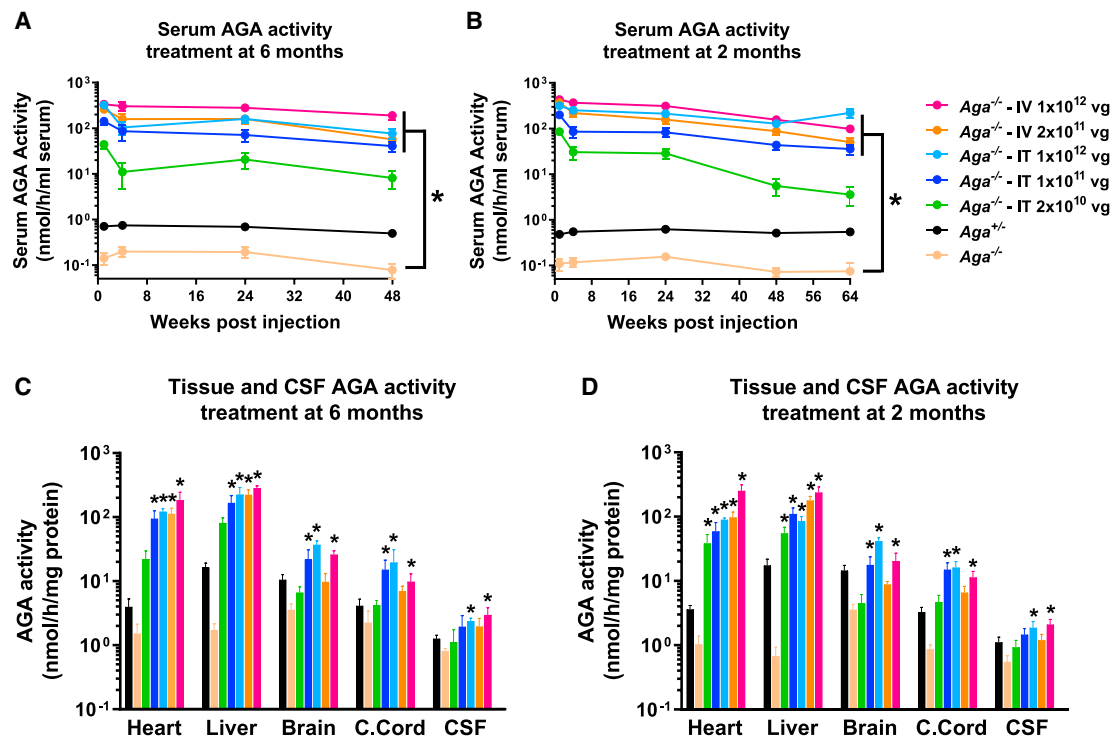 A
Serum AGA activity
treatment at 6 months
Serum AGA Activity
(nmol/h/ml serum)
10³
10²
10¹
10⁰
10⁻¹
0 8 16 24 32 40 48
Weeks post injection
*
B
Serum AGA activity
treatment at 2 months
Serum AGA Activity
(nmol/h/ml serum)
10³
10²
10¹
10⁰
10⁻¹
0 8 16 24 32 40 48 56 64
Weeks post injection
*
Aga⁻/⁻ - IV 1x10¹² vg
Aga⁻/⁻ - IV 2x10¹¹ vg
Aga⁻/⁻ - IT 1x10¹² vg
Aga⁻/⁻ - IT 1x10¹¹ vg
Aga⁻/⁻ - IT 2x10¹⁰ vg
Aga⁺/⁻
Aga⁻/⁻
C
Tissue and CSF AGA activity
treatment at 6 months
AGA activity
(nmol/h/mg protein)
10³
10²
10¹
10⁰
10⁻¹
* * * *
* * * *
* * *
* * *
* *
Heart Liver Brain C.Cord CSF
D
Tissue and CSF AGA activity
treatment at 2 months
AGA activity
(nmol/h/mg protein)
10³
10²
10¹
10⁰
10⁻¹
* * * * *
* * * * *
* * *
* * *
* *
Heart Liver Brain C.Cord CSF